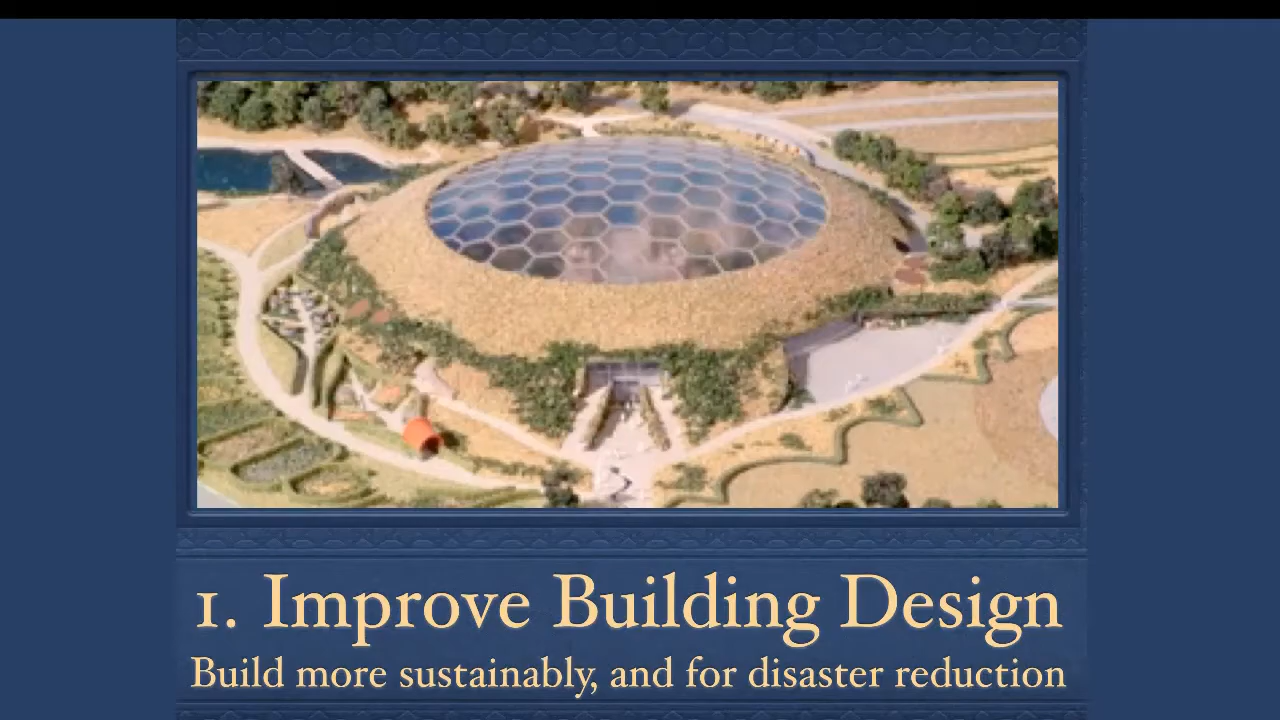 1. Improve Building Design
Build more sustainably, and for disaster reduction